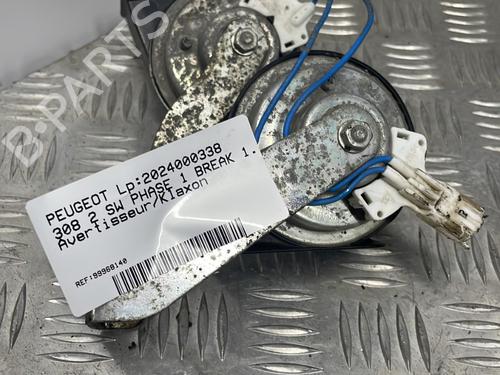 PEUGEOT Lp:2024000338
308 2 SW PHASE 1 BREAK 1.
Avertisseur/Klaxon
REF:99968140
B-PARTS